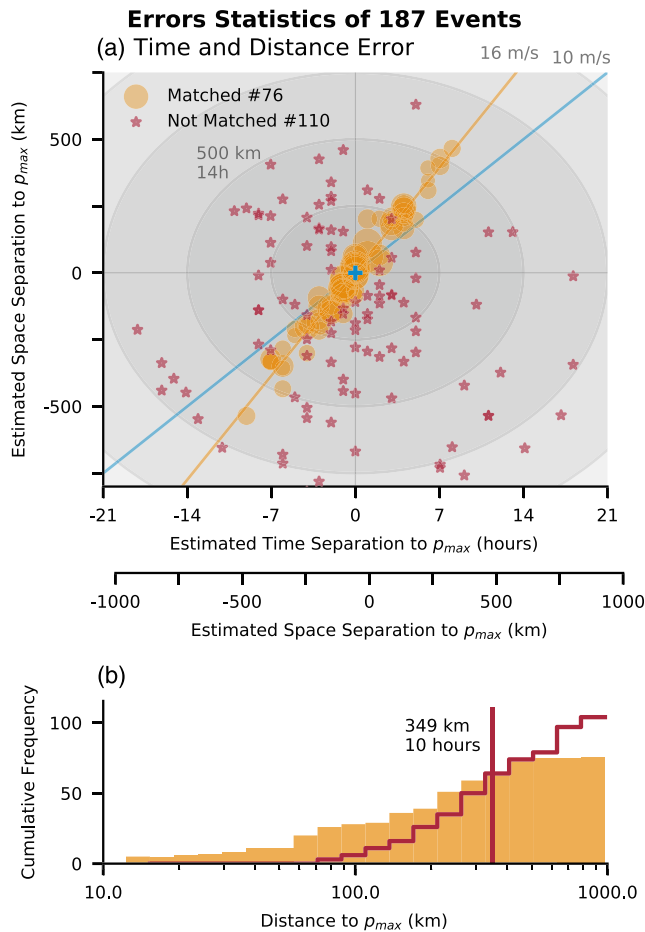 Errors Statistics of 187 Events
(a) Time and Distance Error
16 m/s
10 m/s
Matched #76
Not Matched #110
500 km
14h
Estimated Space Separation to p_max (km)
500
0
-500
-21 -14 -7 0 7 14 21
Estimated Time Separation to p_max (hours)
-1000 -500 0 500 1000
Estimated Space Separation to p_max (km)
(b)
349 km
10 hours
Cumulative Frequency
100
50
0
10.0 100.0 1000.0
Distance to p_max (km)